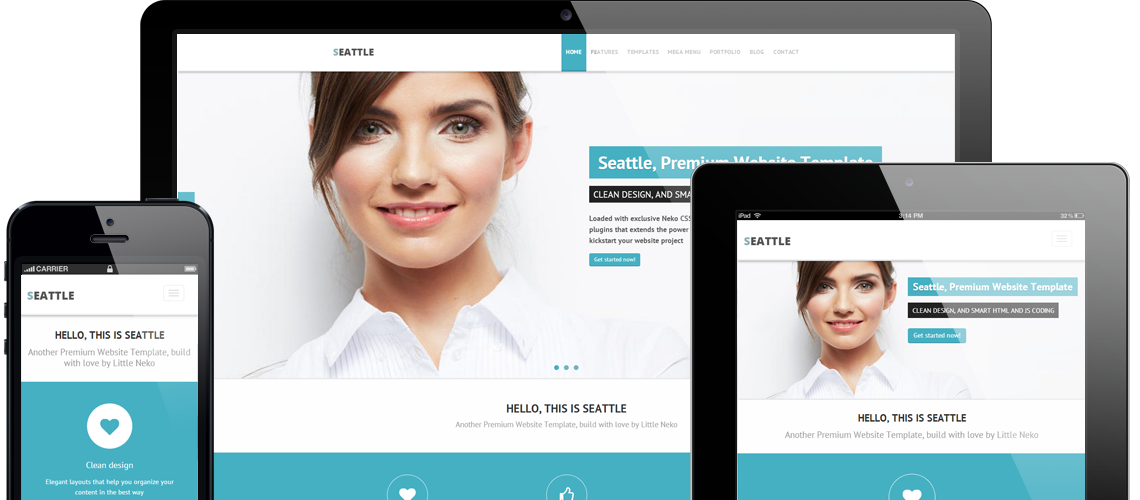 SEATTLE
HOME FEATURES TEMPLATES MEGA MENU PORTFOLIO BLOG CONTACT
Seattle, Premium Website Template
CLEAN DESIGN, AND SMA
Loaded with exclusive Neko CSS
plugins that extends the power
kickstart your website project
Get started now!
HELLO, THIS IS SEATTLE
Another Premium Website Template, build with love by Little Neko
CARRIER
SEATTLE
HELLO, THIS IS SEATTLE
Another Premium Website Template, build
with love by Little Neko
Clean design
Elegant layouts that help you organize your
content in the best way
iPad 3:14 PM 32%
SEATTLE
Seattle, Premium Website Template
CLEAN DESIGN, AND SMART HTML AND JS CODING
Get started now!
HELLO, THIS IS SEATTLE
Another Premium Website Template, build with love by Little Neko